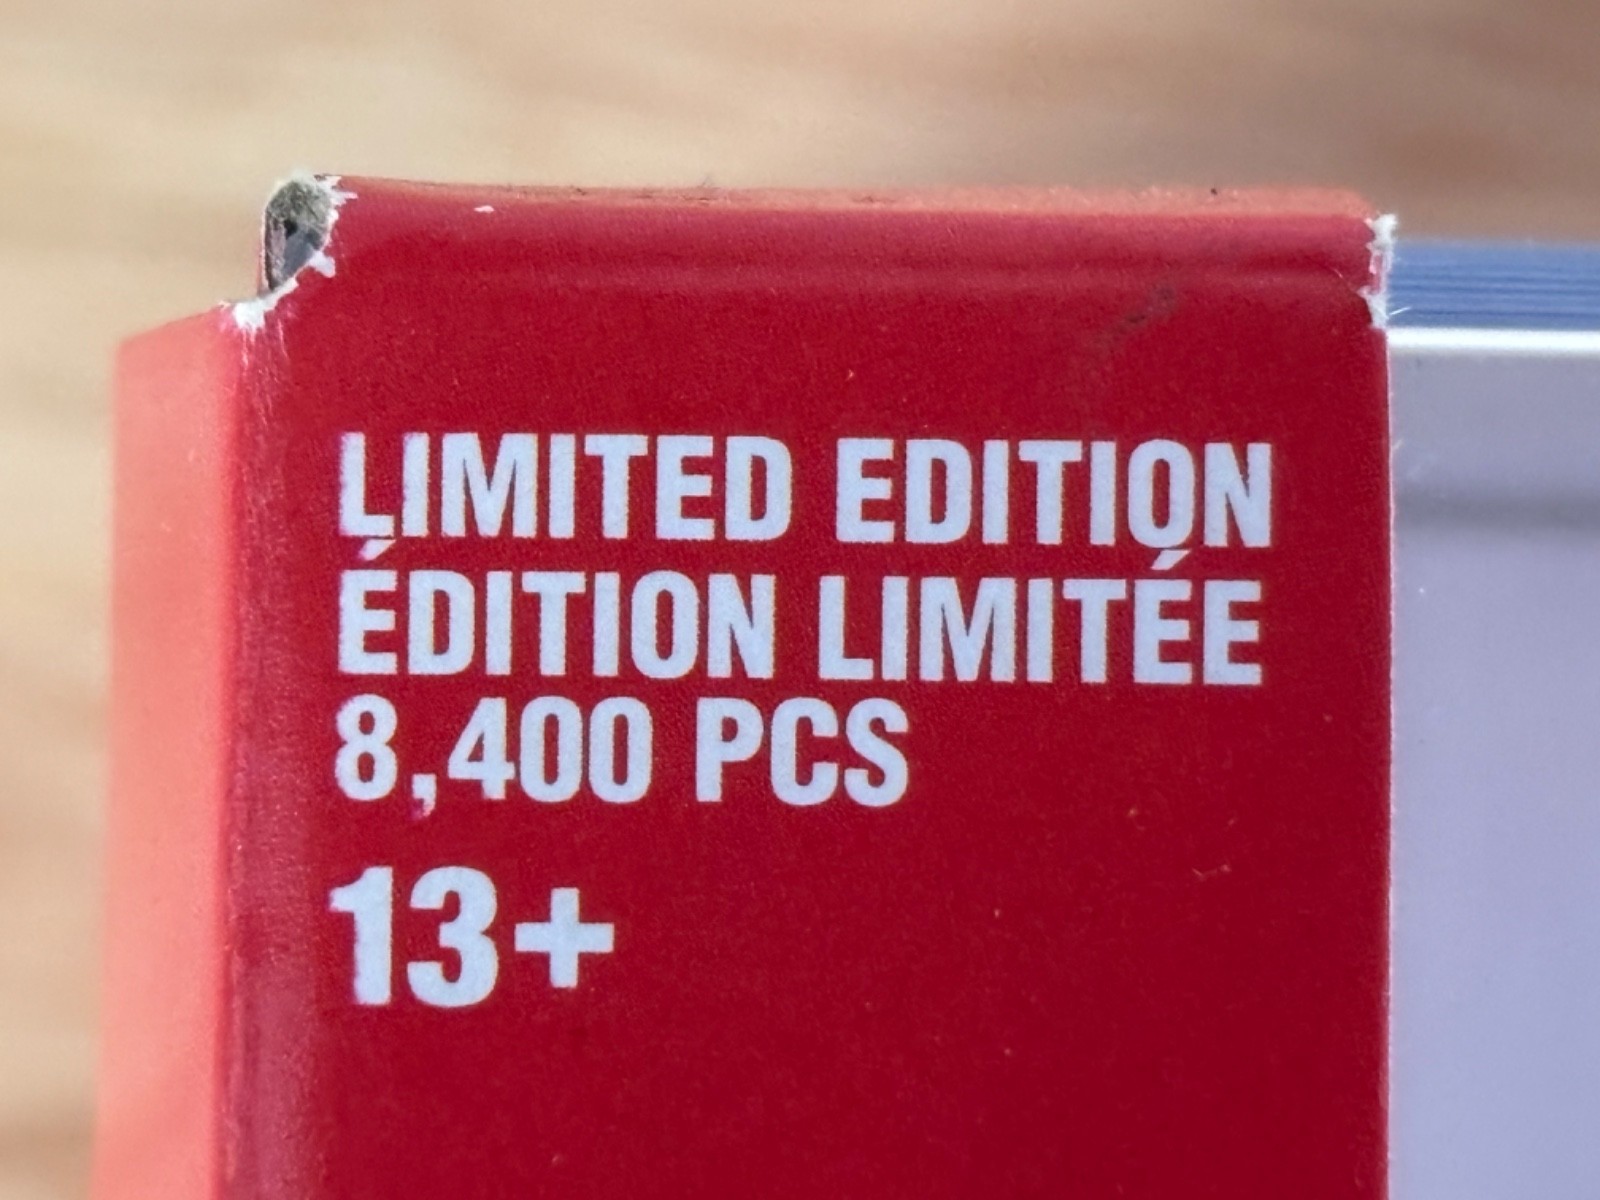 LIMITED EDITION
ÉDITION LIMITÉE
8,400 PCS
13+